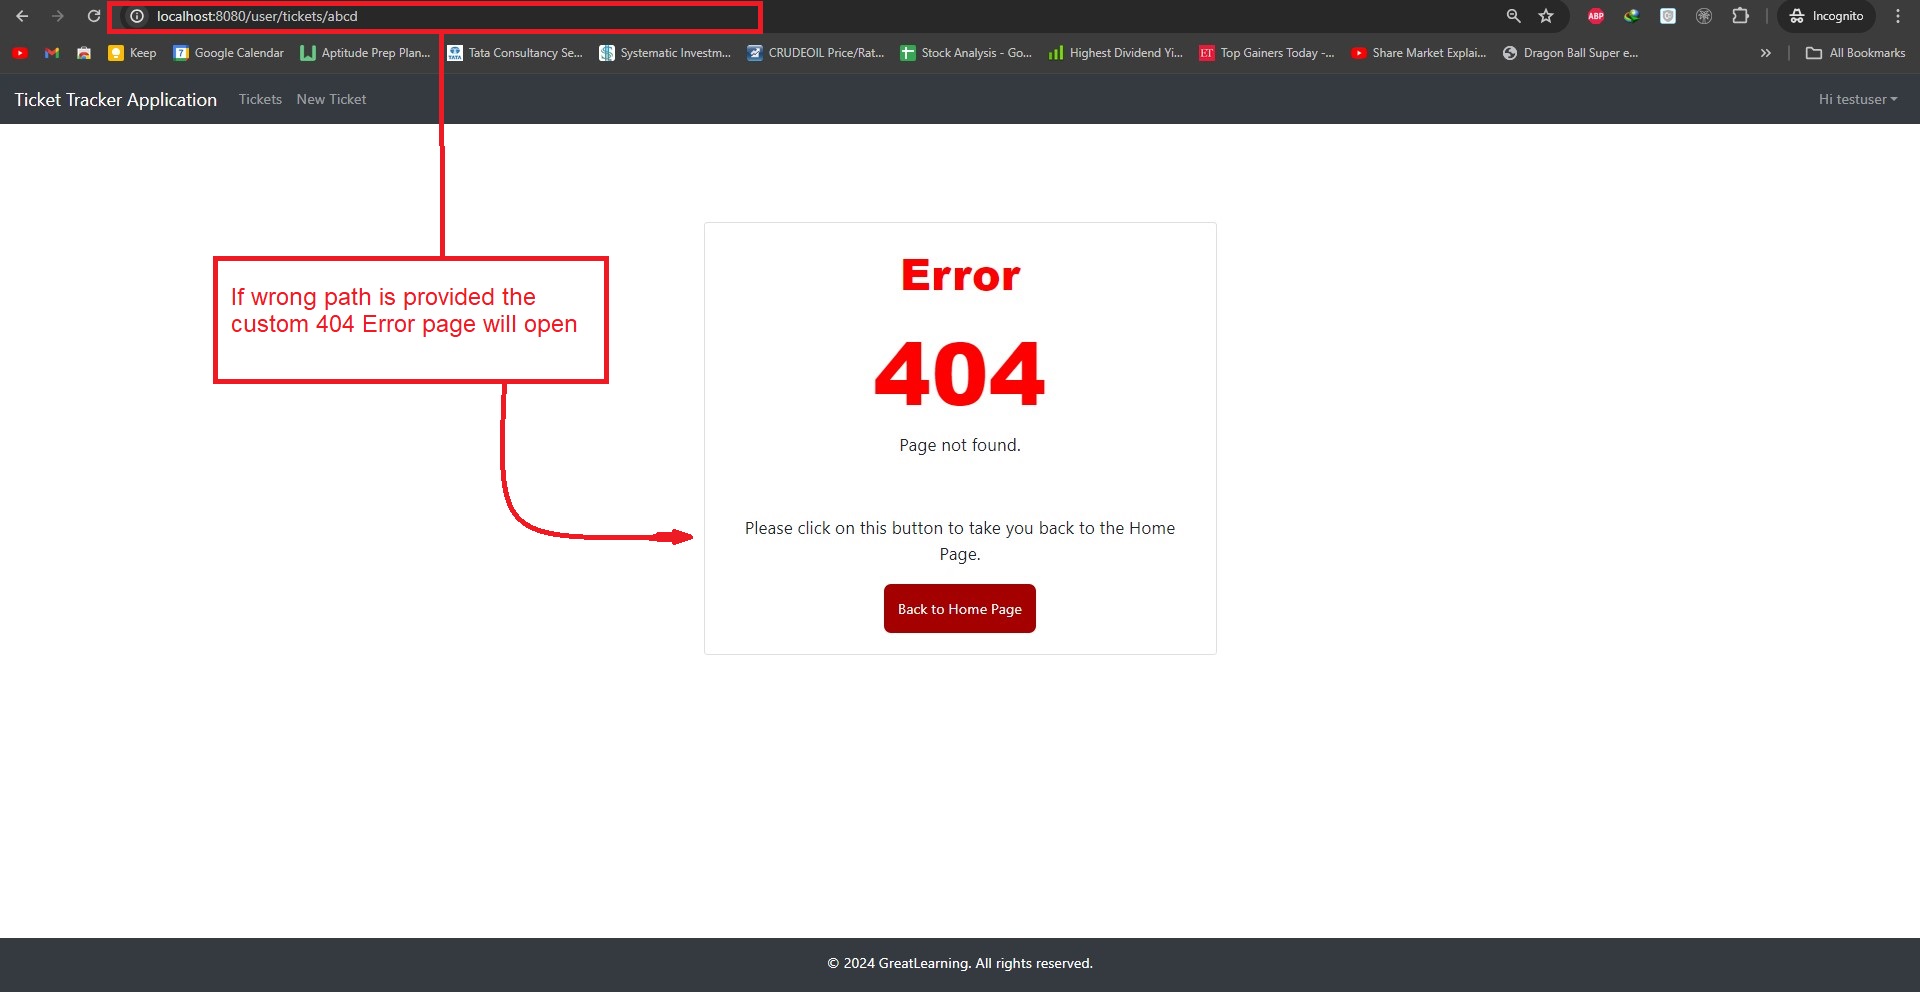 localhost:8080/user/tickets/abcd
ABP
Incognito
Keep
7
Google Calendar
Aptitude Prep Plan...
TATA
Tata Consultancy Se...
Systematic Investm...
CRUDEOIL Price/Rat...
Stock Analysis - Go...
Highest Dividend Yi...
ET
Top Gainers Today -...
Share Market Explai...
Dragon Ball Super e...
All Bookmarks
Ticket Tracker Application
Tickets
New Ticket
Hi testuser
If wrong path is provided the
custom 404 Error page will open
Error
404
Page not found.
Please click on this button to take you back to the Home
Page.
Back to Home Page
© 2024 GreatLearning. All rights reserved.